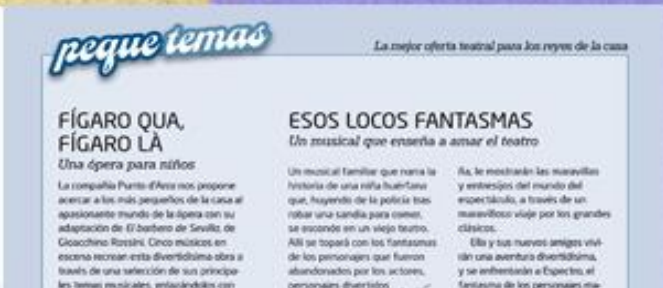 peque temas
La mejor oferta teatral para los reyes de la casa
FÍGARO QUA,
FÍGARO LÀ
Una ópera para niños
La compañía Punto d'Arco nos propone
acercar a los más pequeños de la casa al
apasionante mundo de la ópera con su
adaptación de El barbero de Sevilla, de
Gioacchino Rossini. Cinco músicos en
escena recrean esta divertidísima obra a
través de una selección de sus principa-
les temas musicales, enlazándolos con
ESOS LOCOS FANTASMAS
Un musical que enseña a amar el teatro
Un musical familiar que narra la
historia de una niña huérfana
que, huyendo de la policía tras
robar una sandía para comer,
se esconde en un viejo teatro.
Allí se topará con los fantasmas
de los personajes que fueron
abandonados por los actores,
personajes divertidos
ña, le mostrarán las maravillas
y entresijos del mundo del
espectáculo, a través de un
maravilloso viaje por los grandes
clásicos.
Ella y sus nuevos amigos vivi-
rán una aventura divertidísima,
y se enfrentarán a Espectro, el
fantasma de los personajes ma-